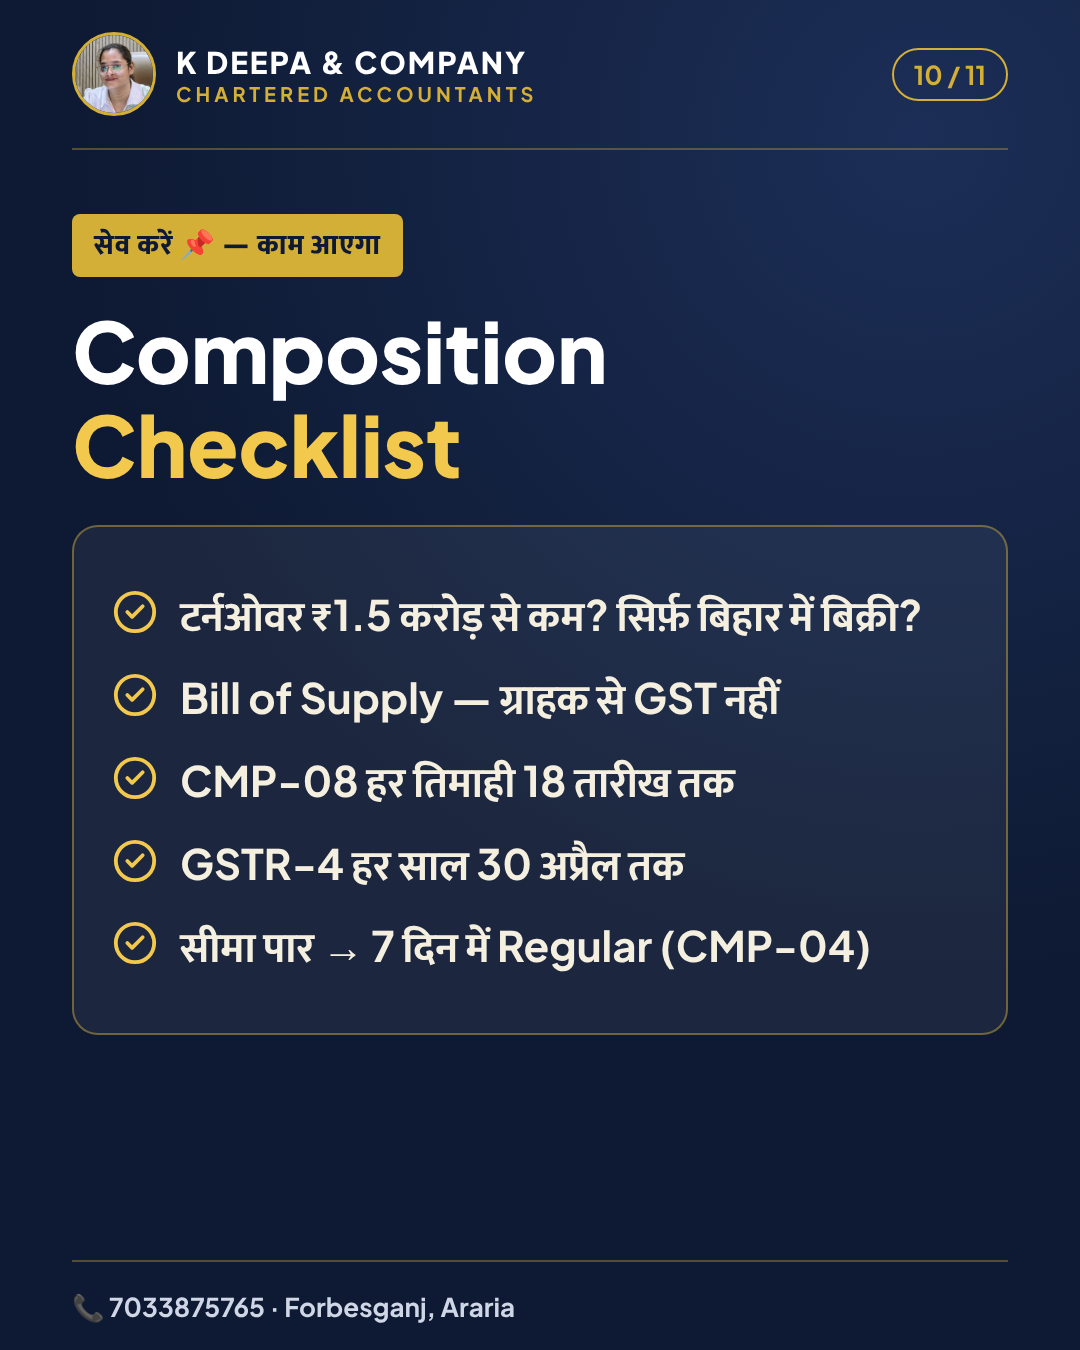 K DEEPA & COMPANY
CHARTERED ACCOUNTANTS
10 / 11
सेव करें 📌 — काम आएगा
Composition
Checklist
टर्नओवर ₹1.5 करोड़ से कम? सिर्फ़ बिहार में बिक्री?
Bill of Supply — ग्राहक से GST नहीं
CMP-08 हर तिमाही 18 तारीख तक
GSTR-4 हर साल 30 अप्रैल तक
सीमा पार → 7 दिन में Regular (CMP-04)
📞 7033875765 · Forbesganj, Araria